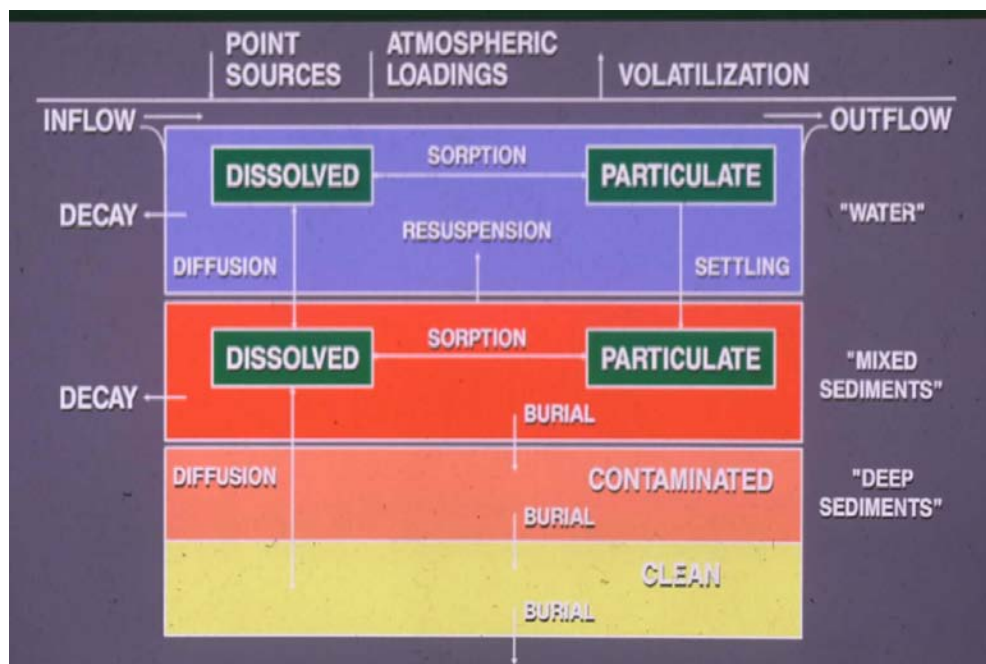 POINT
SOURCES
ATMOSPHERIC
LOADINGS
VOLATILIZATION
INFLOW
OUTFLOW
DISSOLVED
SORPTION
PARTICULATE
DECAY
RESUSPENSION
"WATER"
DIFFUSION
SETTLING
DISSOLVED
SORPTION
PARTICULATE
"MIXED
SEDIMENTS"
DECAY
BURIAL
DIFFUSION
CONTAMINATED
"DEEP
SEDIMENTS"
BURIAL
CLEAN
BURIAL